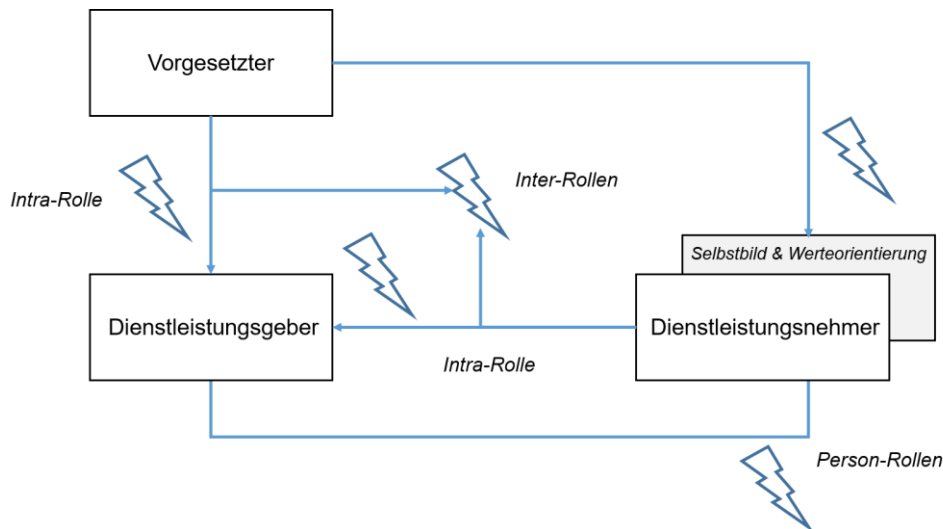 Vorgesetzter
Intra-Rolle
Inter-Rollen
Selbstbild & Werteorientierung
Dienstleistungsgeber
Dienstleistungsnehmer
Intra-Rolle
Person-Rollen